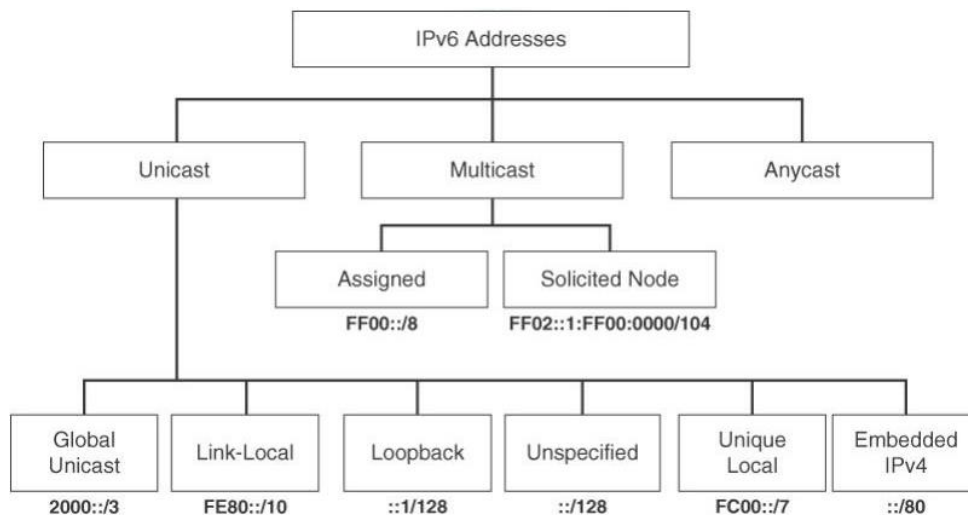 IPv6 Addresses
Unicast
Multicast
Anycast
Assigned
Solicited Node
FF00::/8
FF02::1:FF00:0000/104
Global
Unicast
Link-Local
Loopback
Unspecified
Unique
Local
Embedded
IPv4
2000::/3
FE80::/10
::1/128
::/128
FC00::/7
::/80